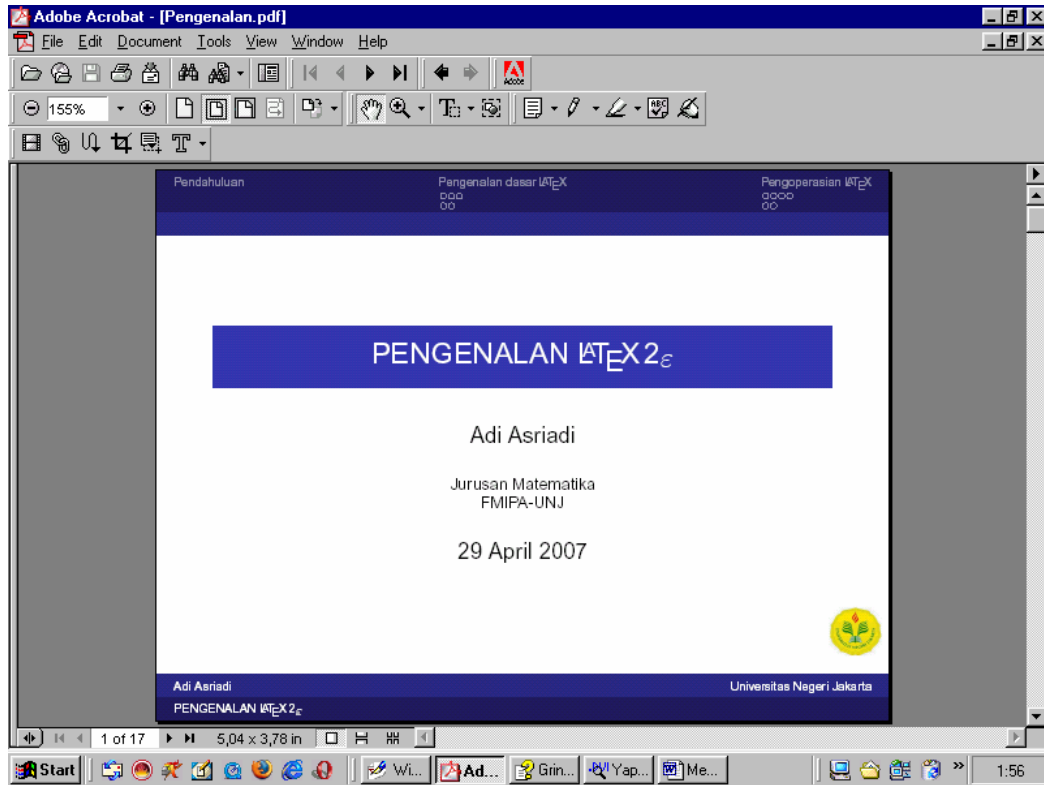 Adobe Acrobat - [Pengenalan.pdf]
File Edit Document Tools View Window Help
Adobe
155%
Pendahuluan Pengenalan dasar LATEX Pengoperasian LATEX
PENGENALAN LATEX 2ε
Adi Asriadi
Jurusan Matematika
FMIPA-UNJ
29 April 2007
Adi Asriadi Universitas Negeri Jakarta
PENGENALAN LATEX 2ε
1 of 17 5,04 x 3,78 in
Start Wi... Ad... Grin... Yap... Me... » 1:56